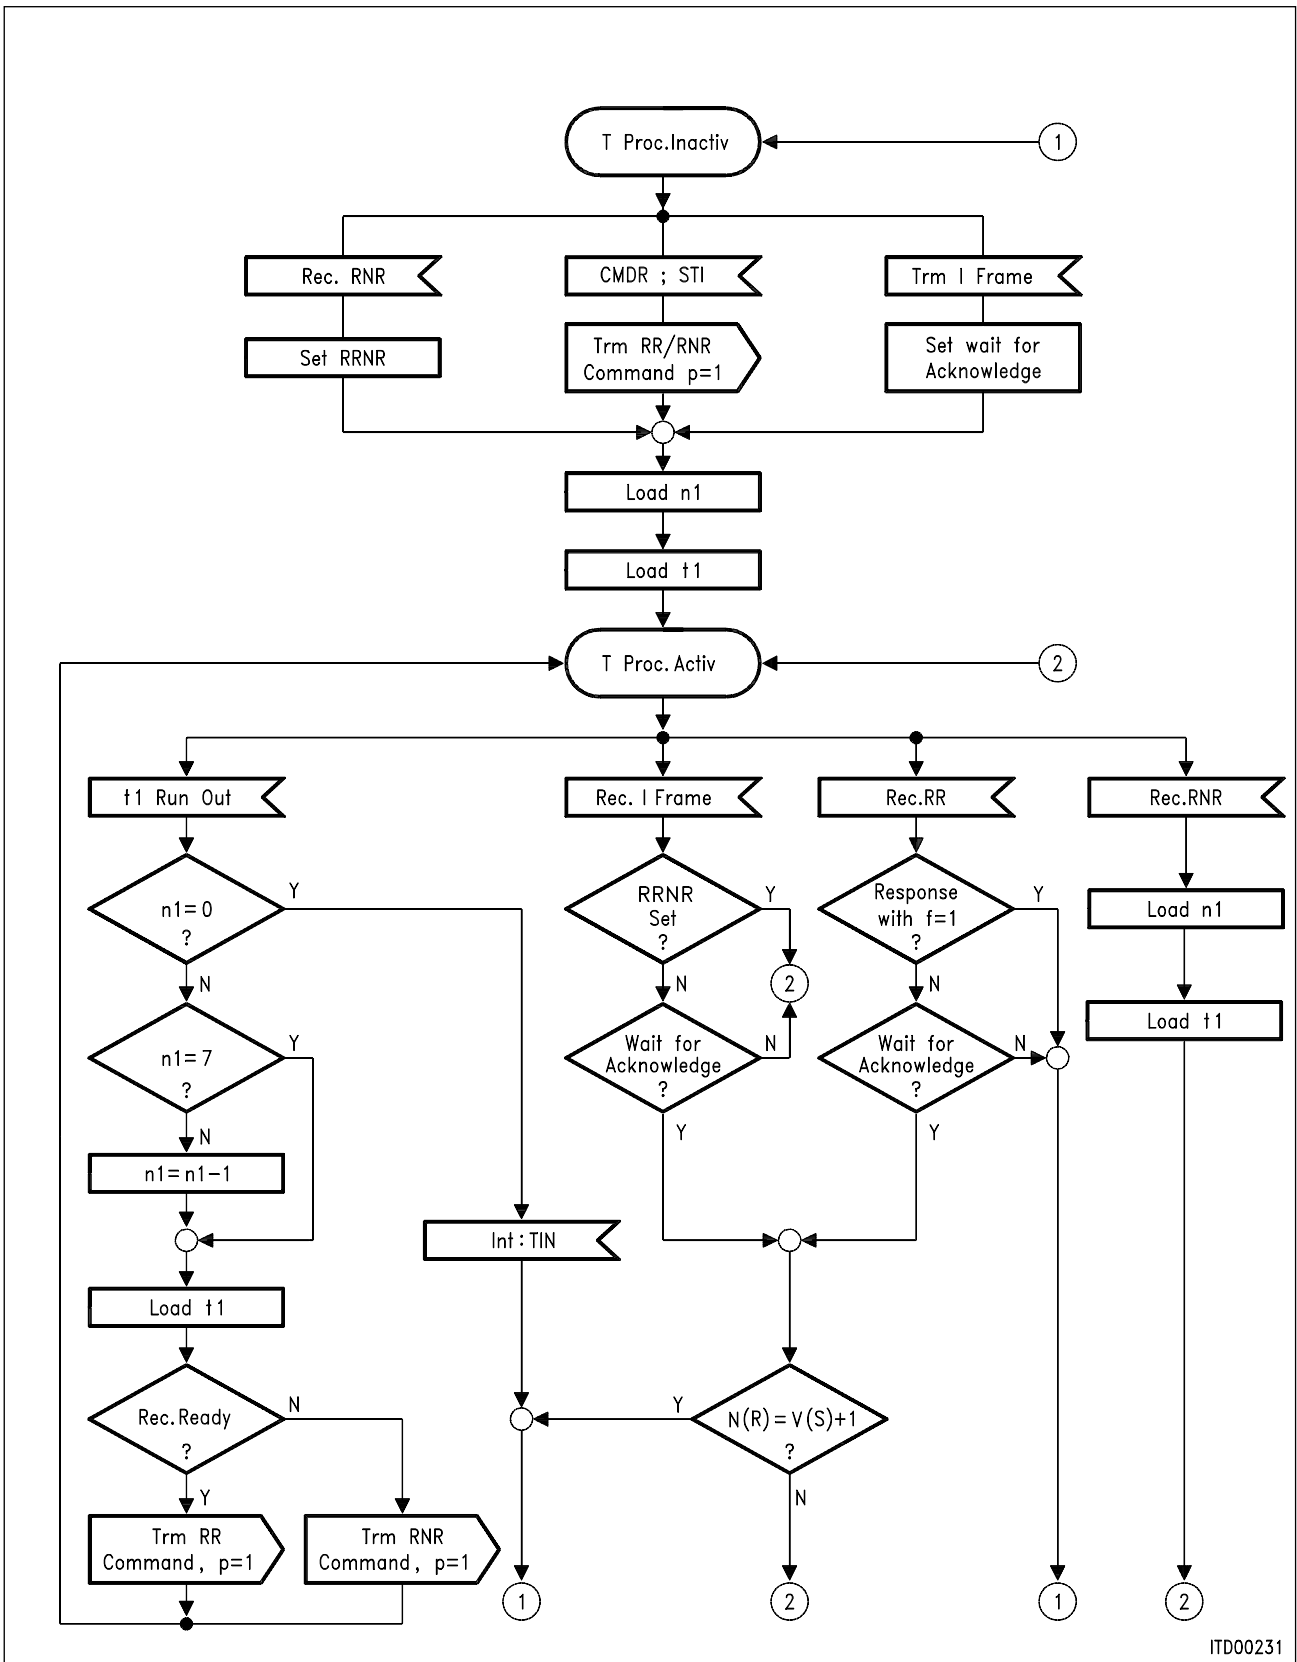 T Proc.Inactiv
1
Rec. RNR
CMDR ; STI
Trm I Frame
Set RRNR
Trm RR/RNR
Command p=1
Set wait for
Acknowledge
Load n1
Load t1
T Proc.Activ
2
t1 Run Out
Rec. I Frame
Rec.RR
Rec.RNR
n1=0
?
Y
N
RRNR
Set
?
Y
N
2
Response
with f=1
?
Y
N
Load n1
n1=7
?
Y
N
Wait for
Acknowledge
?
N
Y
Wait for
Acknowledge
?
N
Y
Load t1
n1=n1-1
Int:TIN
Load t1
Rec.Ready
?
N
Y
N(R)=V(S)+1
?
Y
N
Trm RR
Command, p=1
Trm RNR
Command, p=1
1
2
1
2
ITD00231